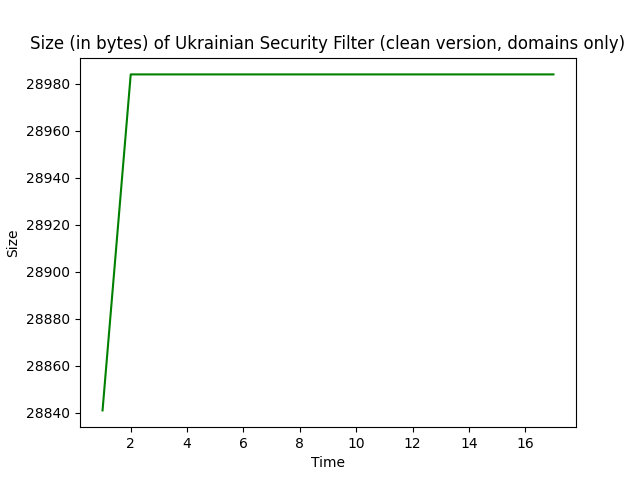 Size (in bytes) of Ukrainian Security Filter (clean version, domains only)
28980
28960
28940
28920
28900
28880
28860
28840
Size
2 4 6 8 10 12 14 16
Time